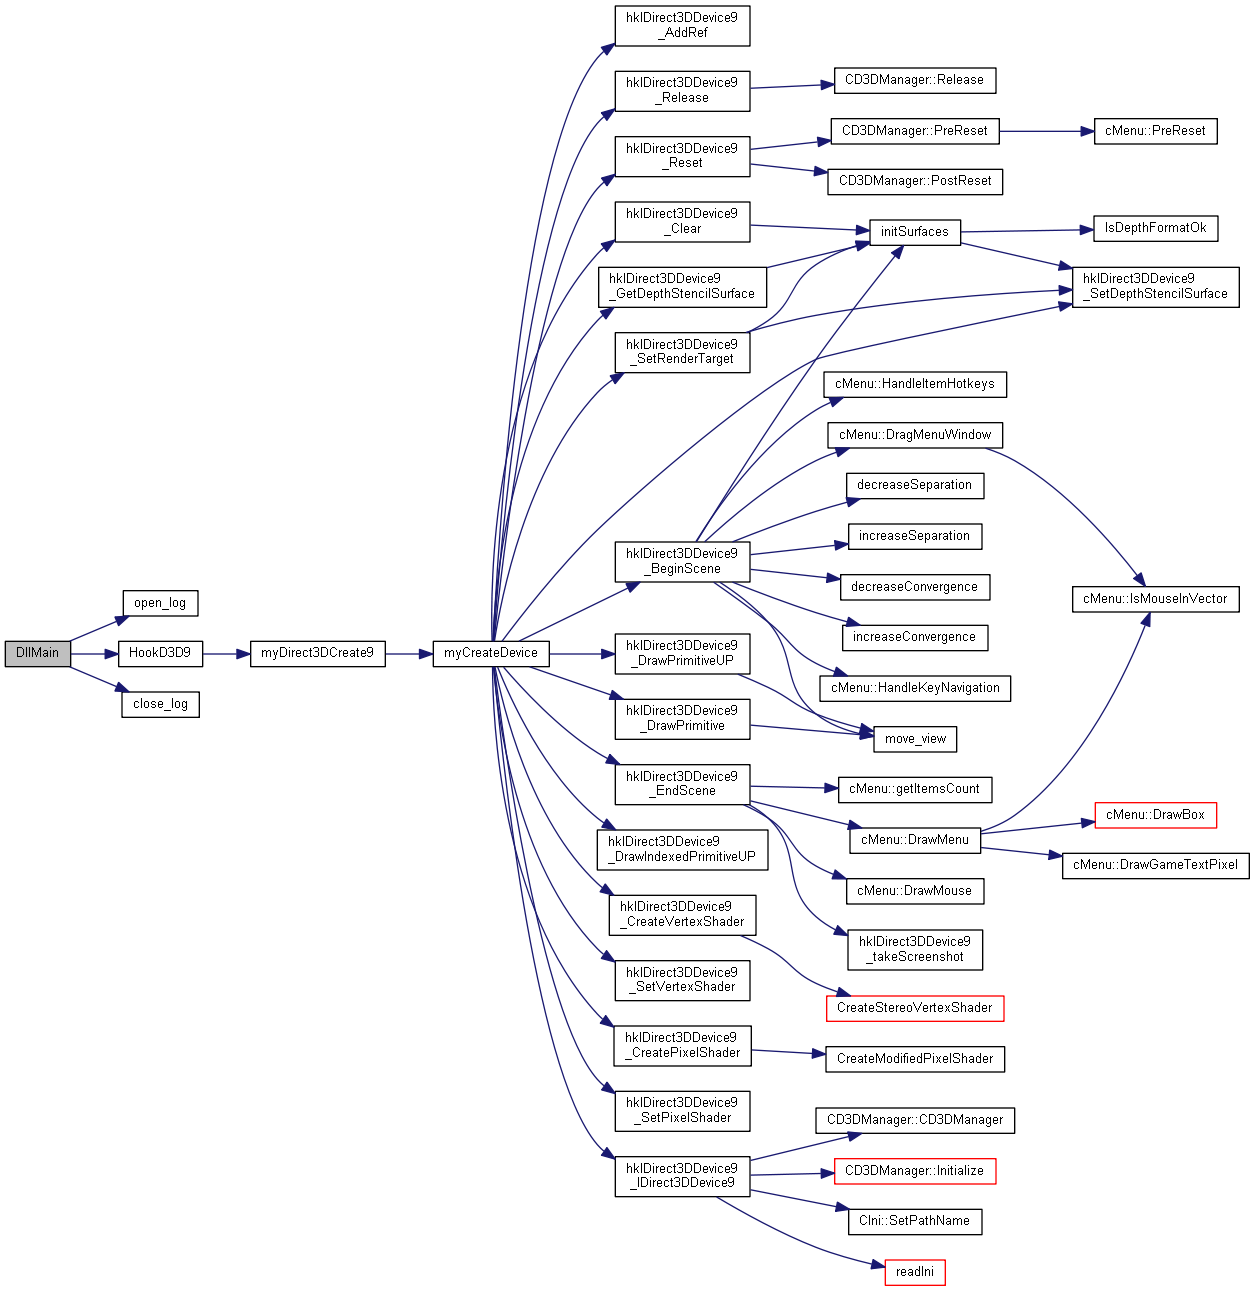 hkIDirect3DDevice9
_AddRef
hkIDirect3DDevice9
_Release
CD3DManager::Release
hkIDirect3DDevice9
_Reset
CD3DManager::PreReset
cMenu::PreReset
CD3DManager::PostReset
hkIDirect3DDevice9
_Clear
initSurfaces
IsDepthFormatOk
hkIDirect3DDevice9
_GetDepthStencilSurface
hkIDirect3DDevice9
_SetDepthStencilSurface
hkIDirect3DDevice9
_SetRenderTarget
cMenu::HandleItemHotkeys
cMenu::DragMenuWindow
decreaseSeparation
increaseSeparation
hkIDirect3DDevice9
_BeginScene
decreaseConvergence
cMenu::IsMouseInVector
open_log
increaseConvergence
DllMain
HookD3D9
myDirect3DCreate9
myCreateDevice
hkIDirect3DDevice9
_DrawPrimitiveUP
cMenu::HandleKeyNavigation
close_log
hkIDirect3DDevice9
_DrawPrimitive
move_view
hkIDirect3DDevice9
_EndScene
cMenu::getItemsCount
cMenu::DrawBox
cMenu::DrawMenu
hkIDirect3DDevice9
_DrawIndexedPrimitiveUP
cMenu::DrawGameTextPixel
cMenu::DrawMouse
hkIDirect3DDevice9
_CreateVertexShader
hkIDirect3DDevice9
_takeScreenshot
hkIDirect3DDevice9
_SetVertexShader
CreateStereoVertexShader
hkIDirect3DDevice9
_CreatePixelShader
CreateModifiedPixelShader
hkIDirect3DDevice9
_SetPixelShader
CD3DManager::CD3DManager
hkIDirect3DDevice9
_IDirect3DDevice9
CD3DManager::Initialize
CIni::SetPathName
readIni